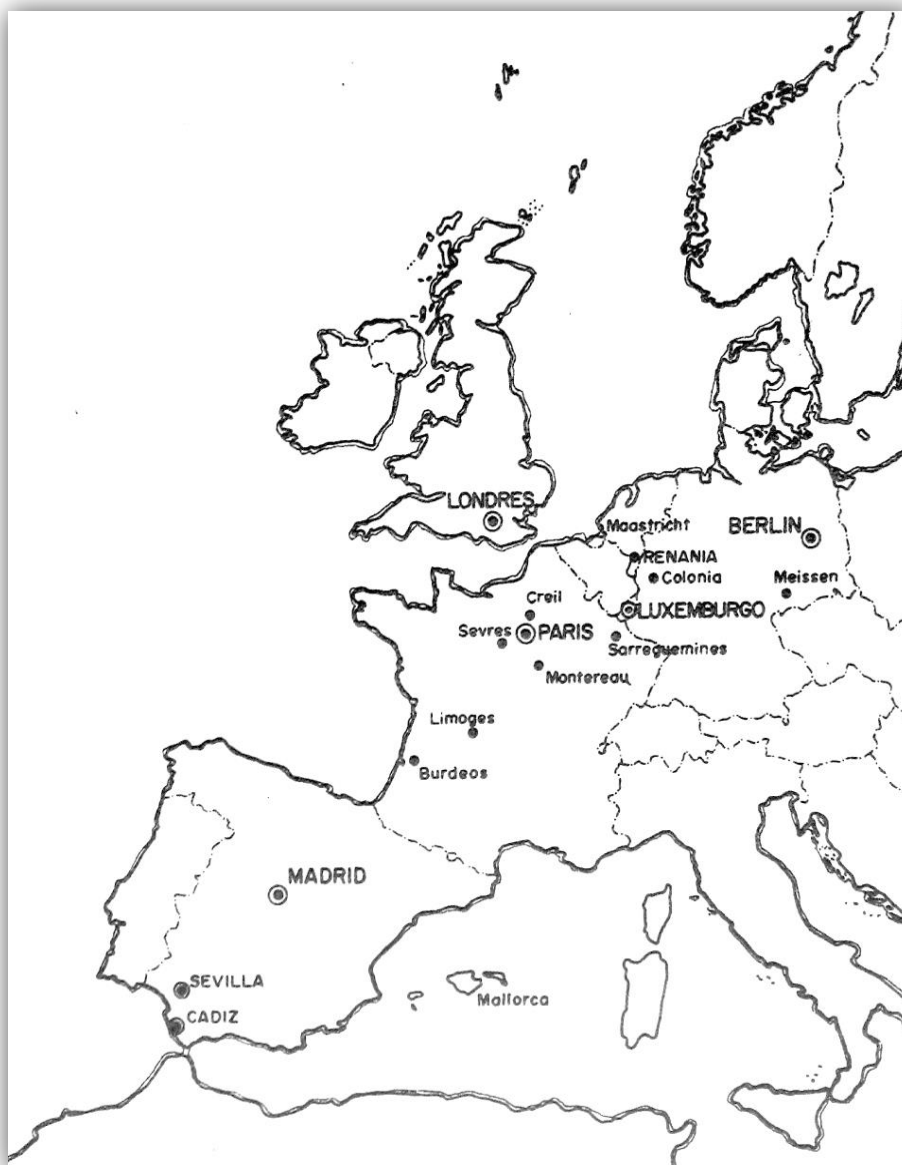 LONDRES
Maastricht
BERLIN
RENANIA
Colonia
Meissen
Creil
LUXEMBURGO
Sevres
PARIS
Sarreguemines
Montereau
Limoges
Burdeos
MADRID
SEVILLA
Mallorca
CADIZ